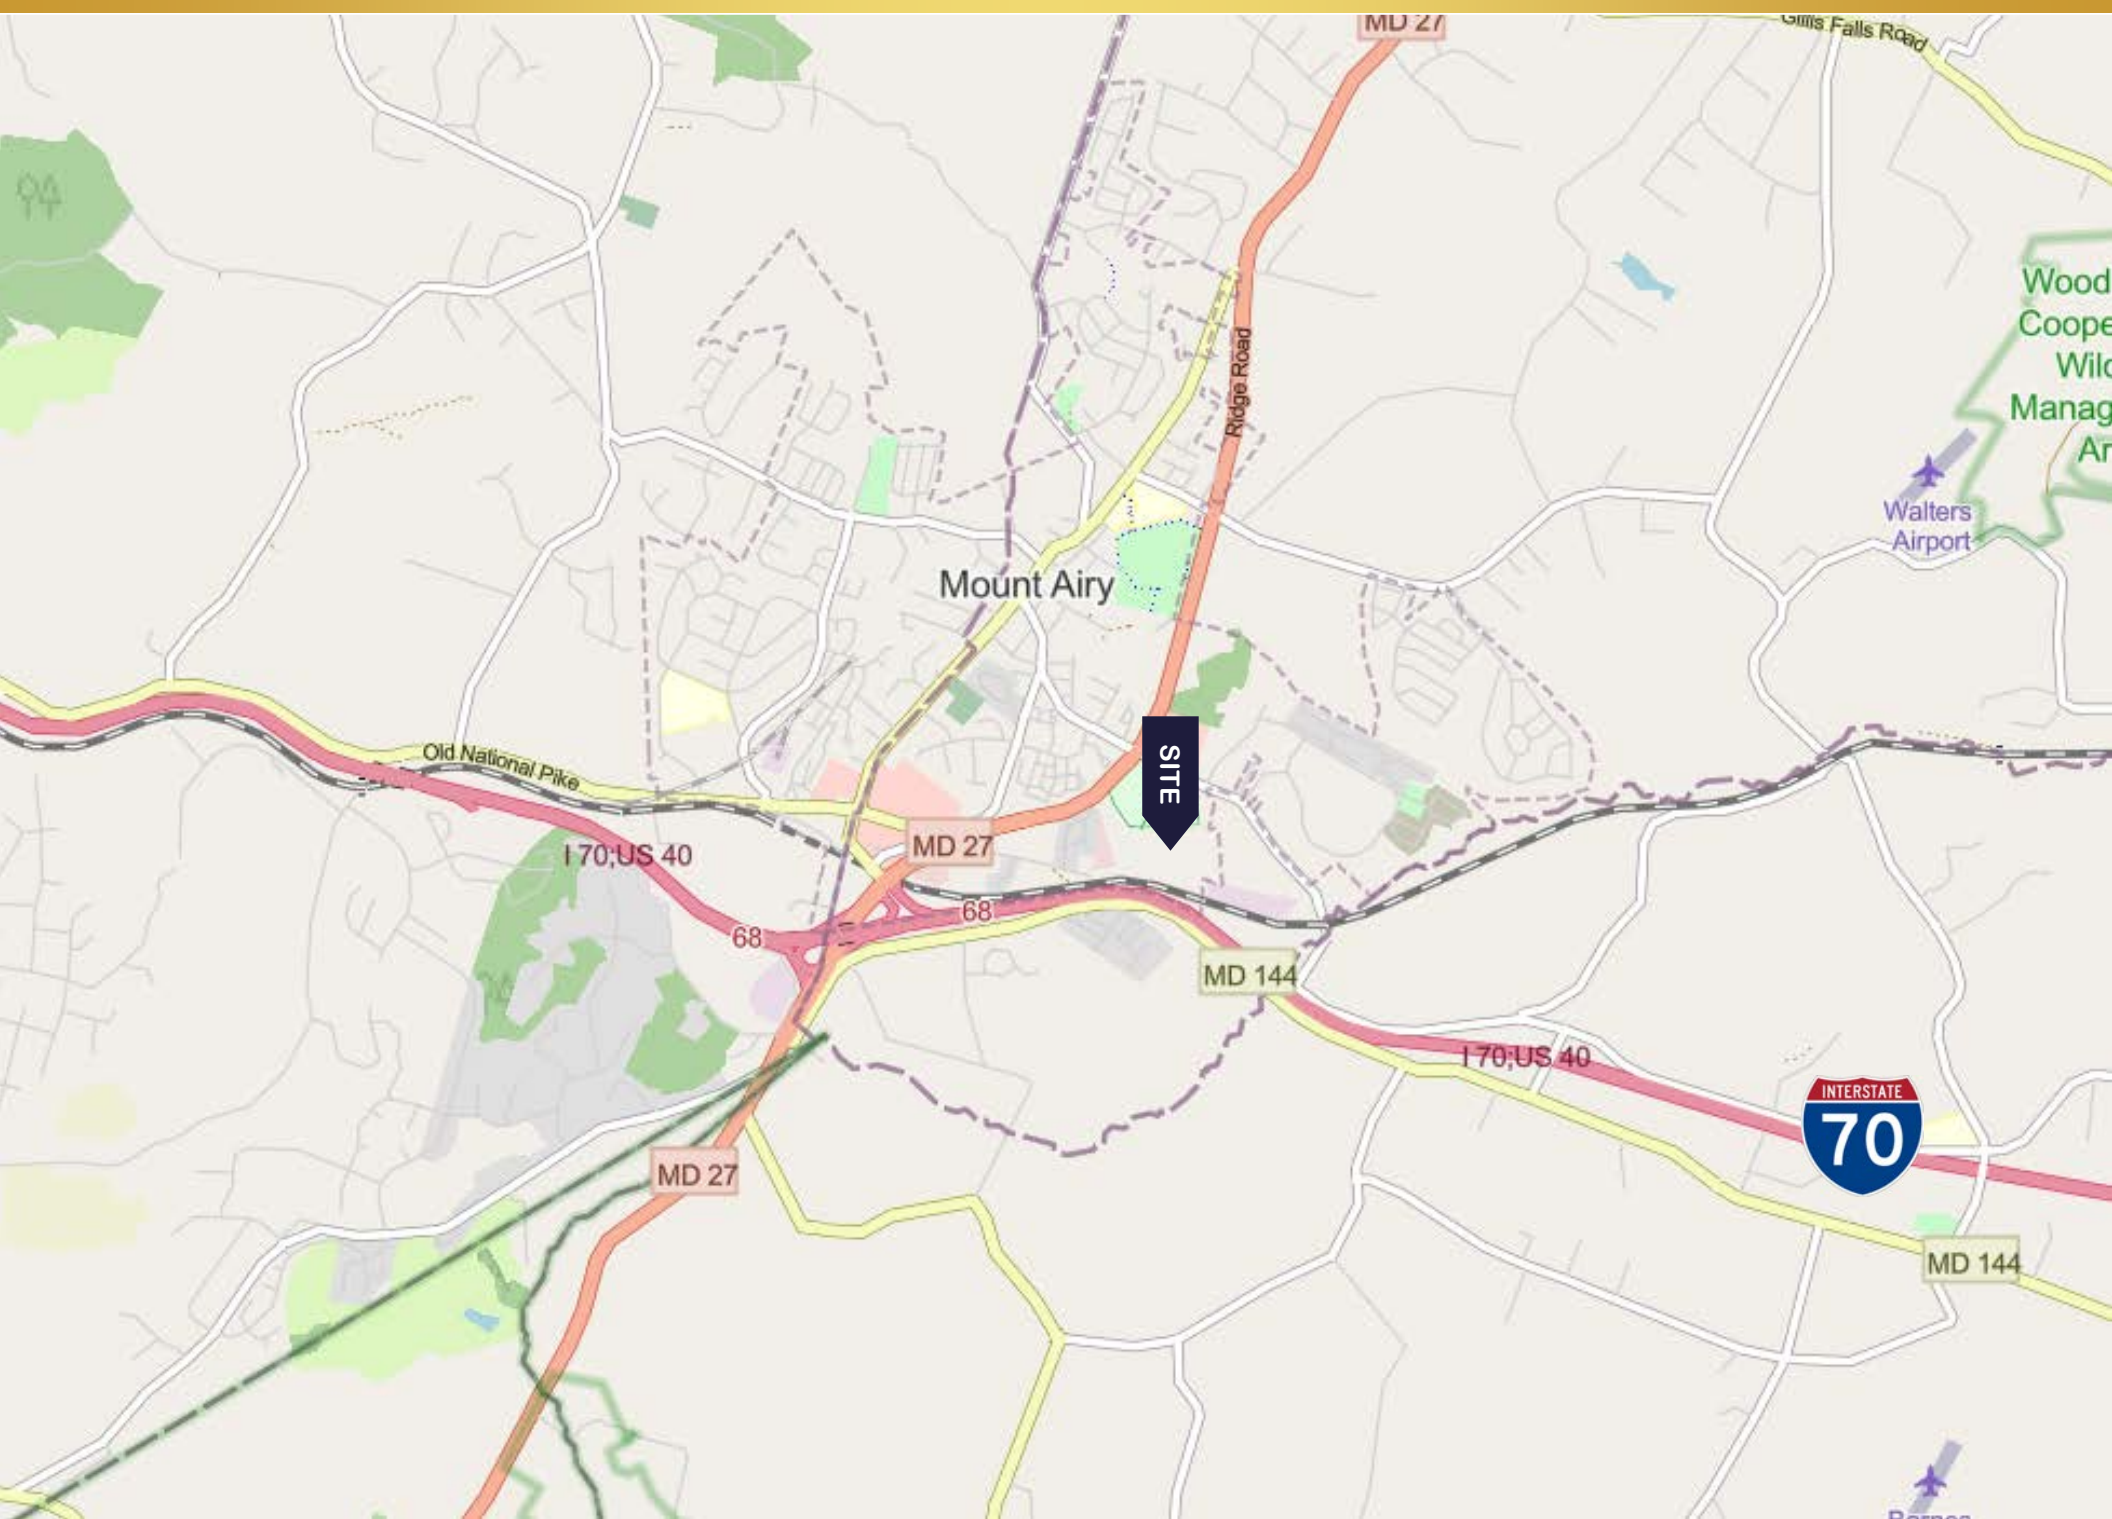 MD 27
Gillis Falls Road
Wood
Coope
Wild
Manag
Ar
Ridge Road
Walters
Airport
Mount Airy
SITE
Old National Pike
MD 27
I 70;US 40
68
68
MD 144
I 70;US 40
INTERSTATE
70
MD 27
MD 144